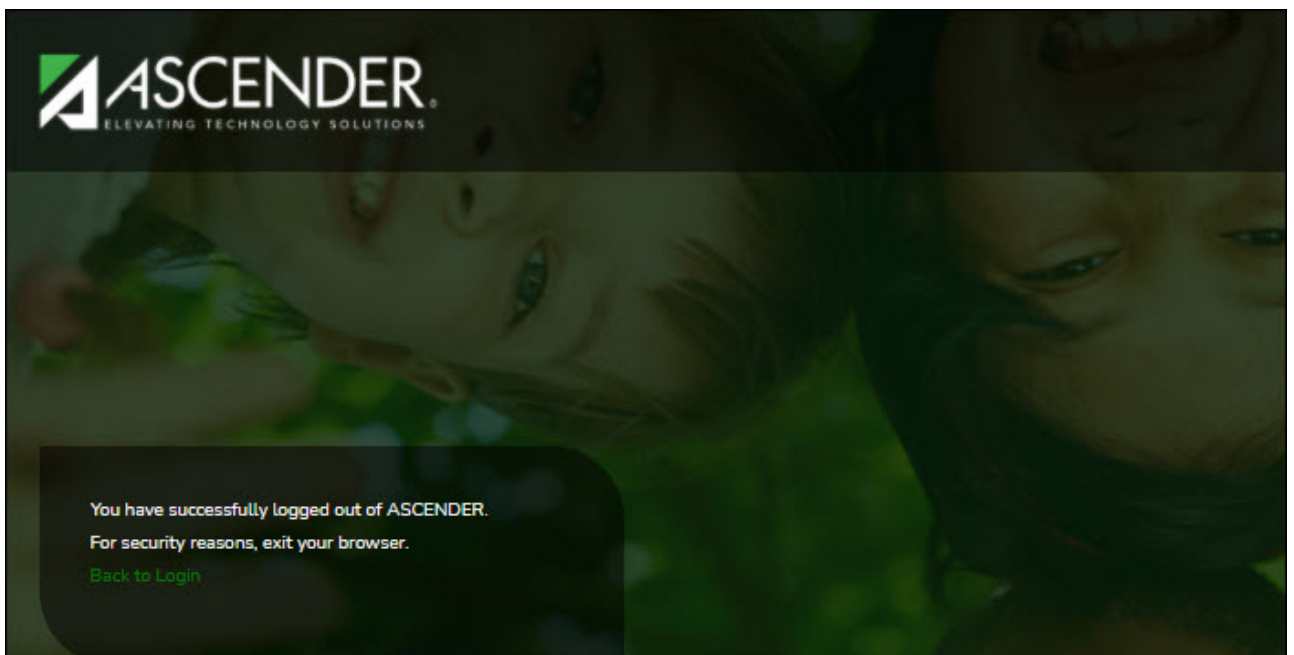 ASCENDER®
ELEVATING TECHNOLOGY SOLUTIONS
You have successfully logged out of ASCENDER.
For security reasons, exit your browser.
Back to Login